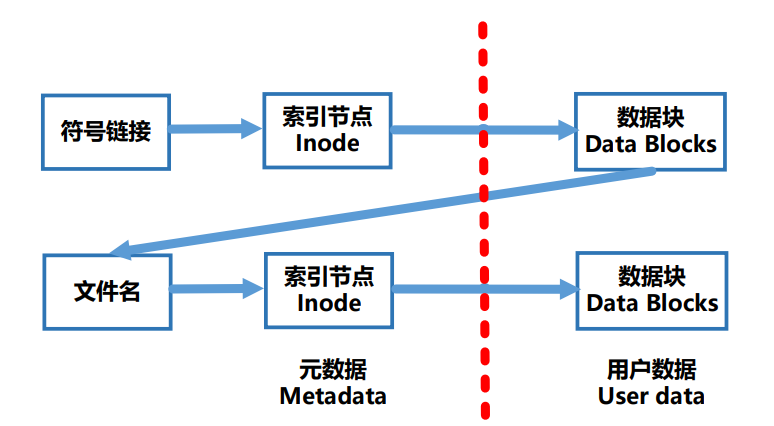 符号链接
索引节点
Inode
数据块
Data Blocks
文件名
索引节点
Inode
数据块
Data Blocks
元数据
Metadata
用户数据
User data